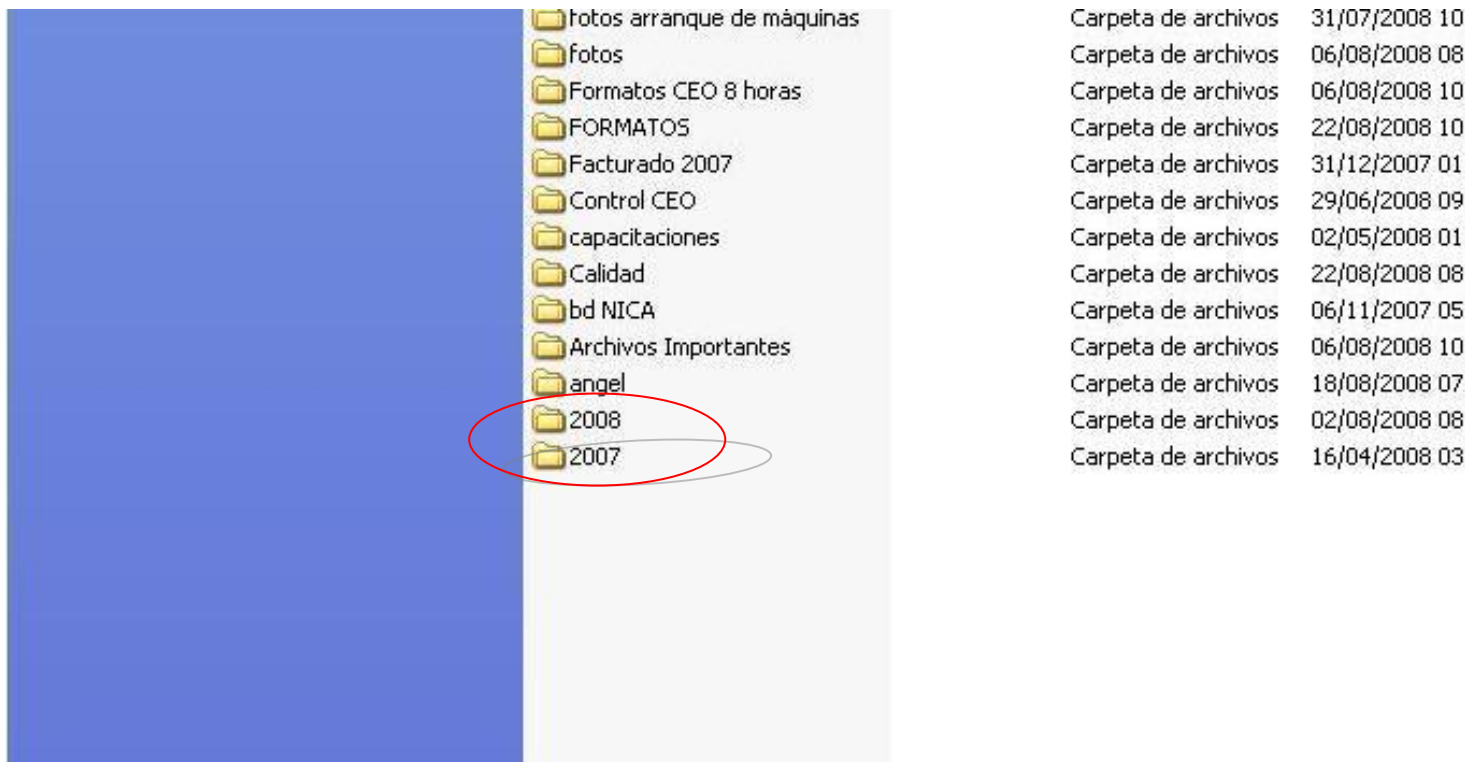 fotos arranque de máquinas Carpeta de archivos 31/07/2008 10
fotos Carpeta de archivos 06/08/2008 08
Formatos CEO 8 horas Carpeta de archivos 06/08/2008 10
FORMATOS Carpeta de archivos 22/08/2008 10
Facturado 2007 Carpeta de archivos 31/12/2007 01
Control CEO Carpeta de archivos 29/06/2008 09
capacitaciones Carpeta de archivos 02/05/2008 01
Calidad Carpeta de archivos 22/08/2008 08
bd NICA Carpeta de archivos 06/11/2007 05
Archivos Importantes Carpeta de archivos 06/08/2008 10
angel Carpeta de archivos 18/08/2008 07
2008 Carpeta de archivos 02/08/2008 08
2007 Carpeta de archivos 16/04/2008 03